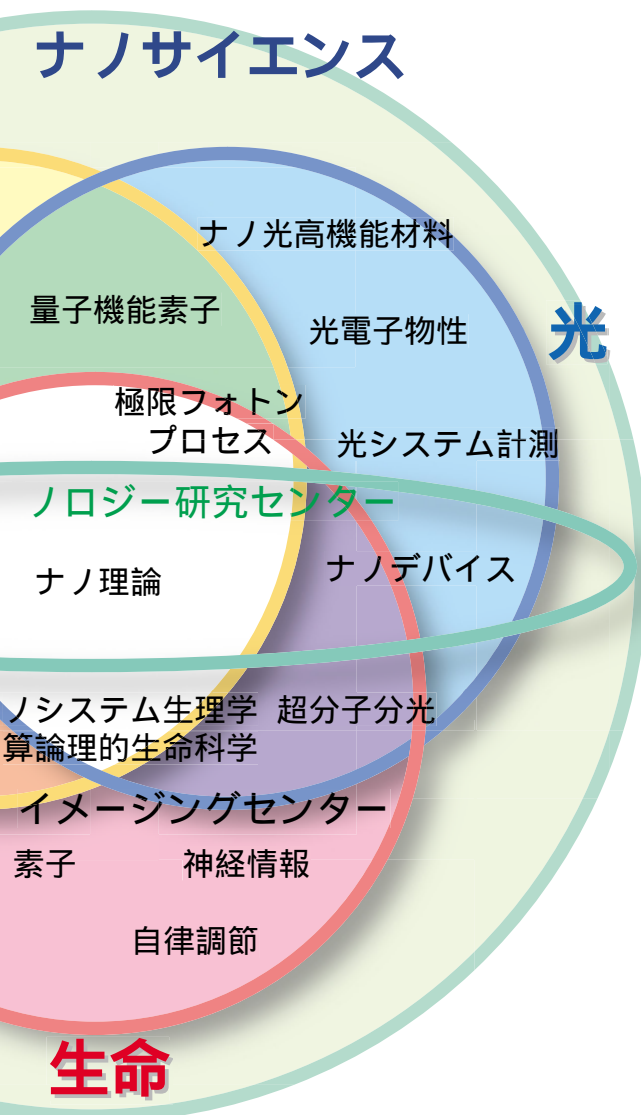 ナノサイエンス
ナノ光高機能材料
量子機能素子
光電子物性
光
極限フォトン
プロセス
光システム計測
ノロジー研究センター
ナノデバイス
ナノ理論
ノシステム生理学
超分子分光
算論理的生命科学
イメージングセンター
素子
神経情報
自律調節
生命